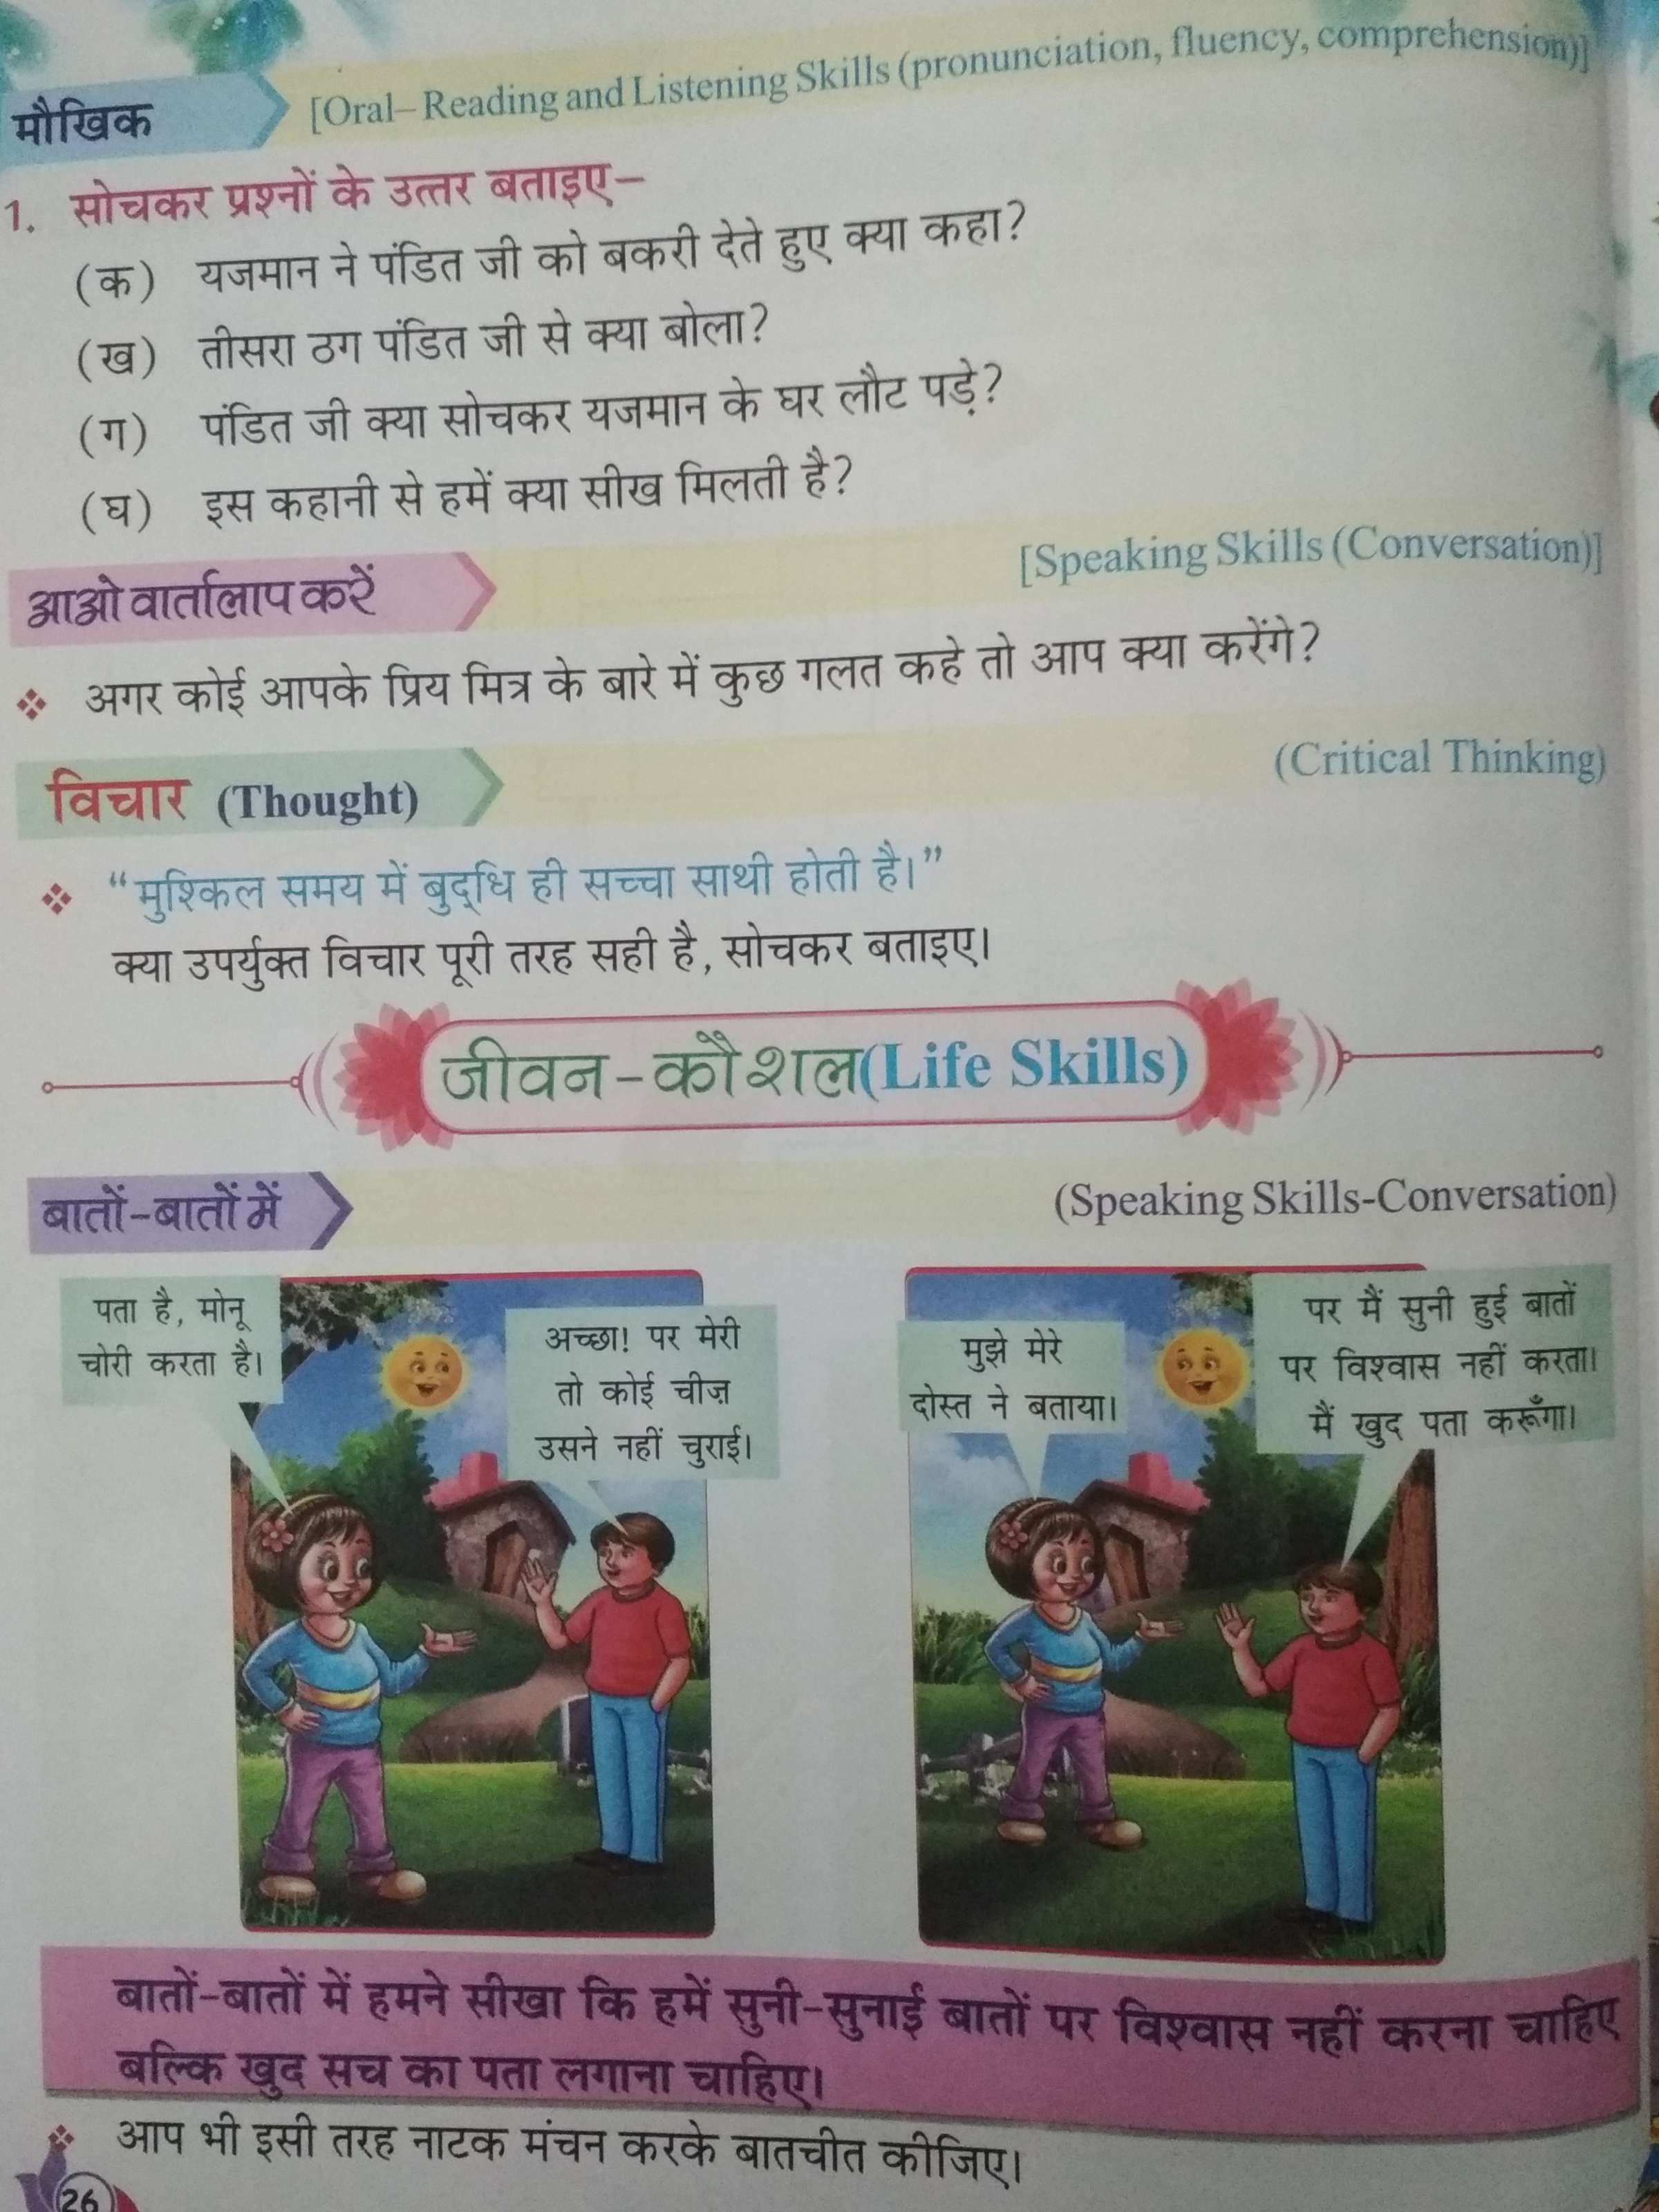 मौखिक
[Oral– Reading and Listening Skills (pronunciation, fluency, comprehension)]
1. सोचकर प्रश्नों के उत्तर बताइए–
(क) यजमान ने पंडित जी को बकरी देते हुए क्या कहा?
(ख) तीसरा ठग पंडित जी से क्या बोला?
(ग) पंडित जी क्या सोचकर यजमान के घर लौट पड़े?
(घ) इस कहानी से हमें क्या सीख मिलती है?
आओ वार्तालाप करें
[Speaking Skills (Conversation)]
❖ अगर कोई आपके प्रिय मित्र के बारे में कुछ गलत कहे तो आप क्या करेंगे?
विचार (Thought)
(Critical Thinking)
❖ “मुश्किल समय में बुद्‌धि ही सच्चा साथी होती है।”
क्या उपर्युक्त विचार पूरी तरह सही है, सोचकर बताइए।
जीवन-कौशल(Life Skills)
बातों-बातों में
(Speaking Skills-Conversation)
पता है, मोनू
चोरी करता है।
अच्छा! पर मेरी
तो कोई चीज़
उसने नहीं चुराई।
मुझे मेरे
दोस्त ने बताया।
पर मैं सुनी हुई बातों
पर विश्वास नहीं करता।
मैं खुद पता करूँगा।
बातों-बातों में हमने सीखा कि हमें सुनी-सुनाई बातों पर विश्वास नहीं करना चाहिए
बल्कि खुद सच का पता लगाना चाहिए।
❖ आप भी इसी तरह नाटक मंचन करके बातचीत कीजिए।
26